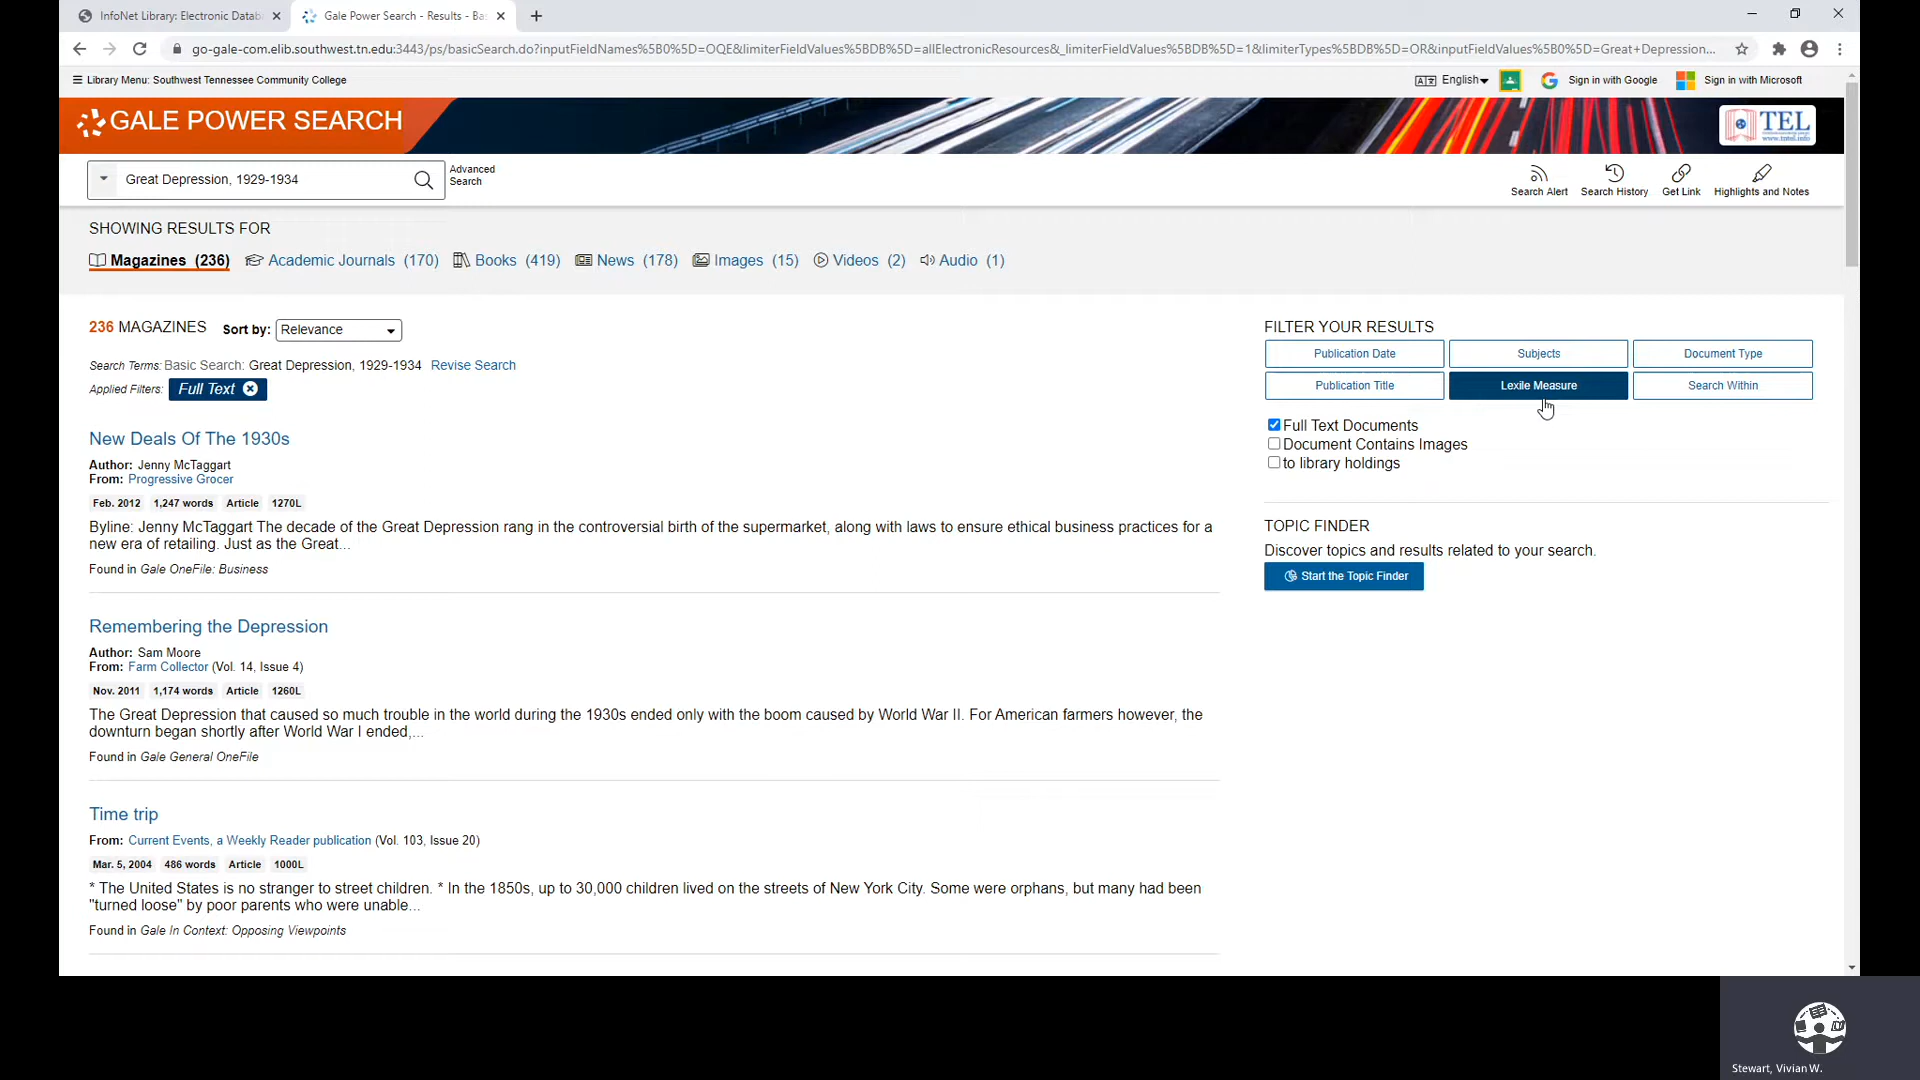 InfoNet Library: Electronic Datab
Gale Power Search - Results - Ba
go-gale-com.elib.southwest.tn.edu:3443/ps/basicSearch.do?inputFieldNames%5B0%5D=OQE&limiterFieldValues%5BDB%5D=allElectronicResources&_limiterFieldValues%5BDB%5D=1&limiterTypes%5BDB%5D=OR&inputFieldValues%5B0%5D=Great+Depression...
Library Menu: Southwest Tennessee Community College
English
Sign in with Google
Sign in with Microsoft
GALE POWER SEARCH
TEL
www.tntel.info
Great Depression, 1929-1934
Advanced
Search
Search Alert
Search History
Get Link
Highlights and Notes
SHOWING RESULTS FOR
Magazines (236) Academic Journals (170) Books (419) News (178) Images (15) Videos (2) Audio (1)
236 MAGAZINES Sort by: Relevance
Search Terms: Basic Search: Great Depression, 1929-1934 Revise Search
Applied Filters: Full Text
New Deals Of The 1930s
Author: Jenny McTaggart
From: Progressive Grocer
Feb. 2012 1,247 words Article 1270L
Byline: Jenny McTaggart The decade of the Great Depression rang in the controversial birth of the supermarket, along with laws to ensure ethical business practices for a
new era of retailing. Just as the Great...
Found in Gale OneFile: Business
Remembering the Depression
Author: Sam Moore
From: Farm Collector (Vol. 14, Issue 4)
Nov. 2011 1,174 words Article 1260L
The Great Depression that caused so much trouble in the world during the 1930s ended only with the boom caused by World War II. For American farmers however, the
downturn began shortly after World War I ended,...
Found in Gale General OneFile
Time trip
From: Current Events, a Weekly Reader publication (Vol. 103, Issue 20)
Mar. 5, 2004 486 words Article 1000L
* The United States is no stranger to street children. * In the 1850s, up to 30,000 children lived on the streets of New York City. Some were orphans, but many had been
"turned loose" by poor parents who were unable...
Found in Gale In Context: Opposing Viewpoints
FILTER YOUR RESULTS
Publication Date Subjects Document Type
Publication Title Lexile Measure Search Within
Full Text Documents
Document Contains Images
to library holdings
TOPIC FINDER
Discover topics and results related to your search.
Start the Topic Finder
Stewart, Vivian W.